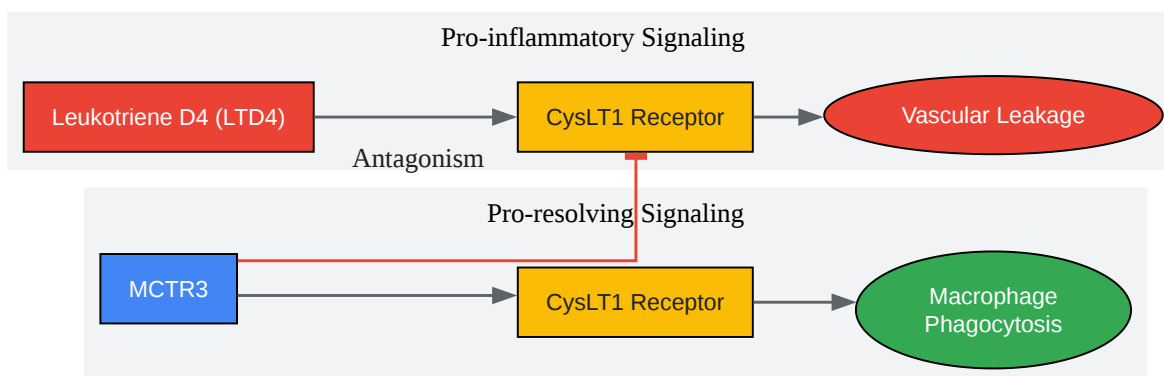 Pro-inflammatory Signaling
Leukotriene D4 (LTD4)
CysLT1 Receptor
Vascular Leakage
Antagonism
Pro-resolving Signaling
MCTR3
CysLT1 Receptor
Macrophage
Phagocytosis